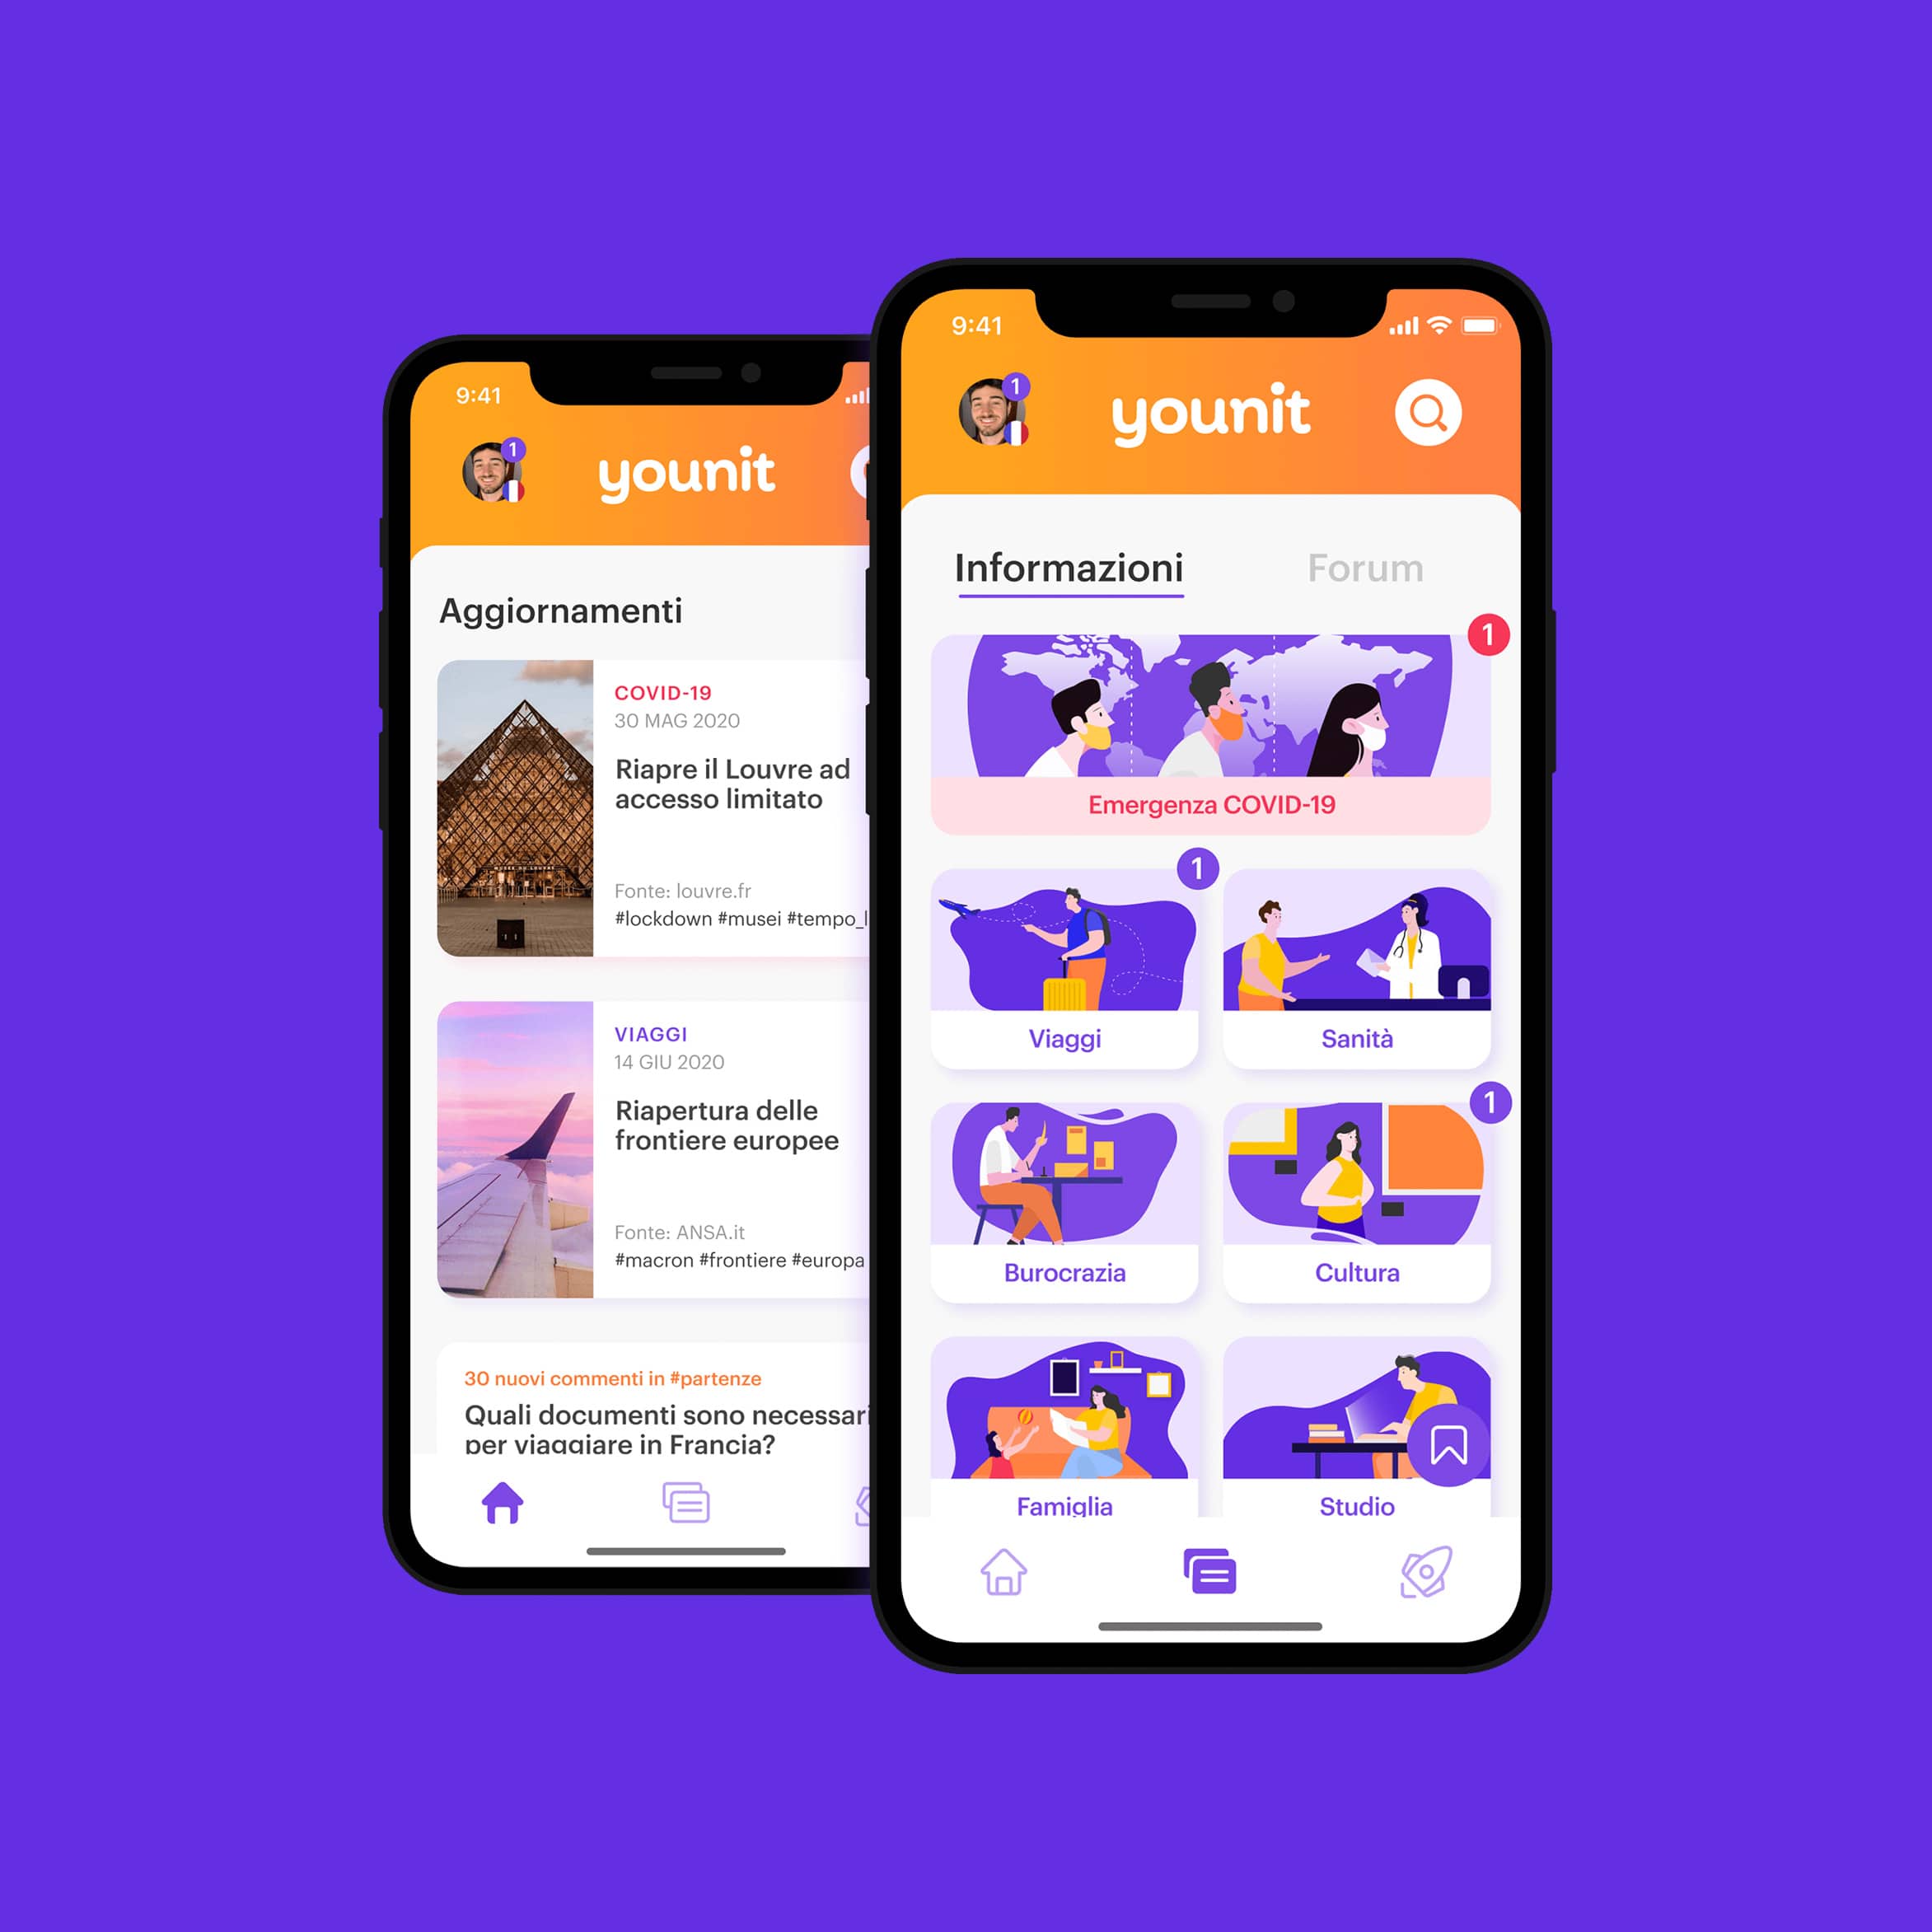 9:41
1
younit
Aggiornamenti
COVID-19
30 MAG 2020
Riapre il Louvre ad
accesso limitato
Fonte: louvre.fr
#lockdown #musei #tempo_l
VIAGGI
14 GIU 2020
Riapertura delle
frontiere europee
Fonte: ANSA.it
#macron #frontiere #europa
30 nuovi commenti in #partenze
Quali documenti sono necessari
per viaggiare in Francia?
9:41
1
younit
Informazioni
Forum
1
Emergenza COVID-19
1
Viaggi
Sanità
1
Burocrazia
Cultura
Famiglia
Studio